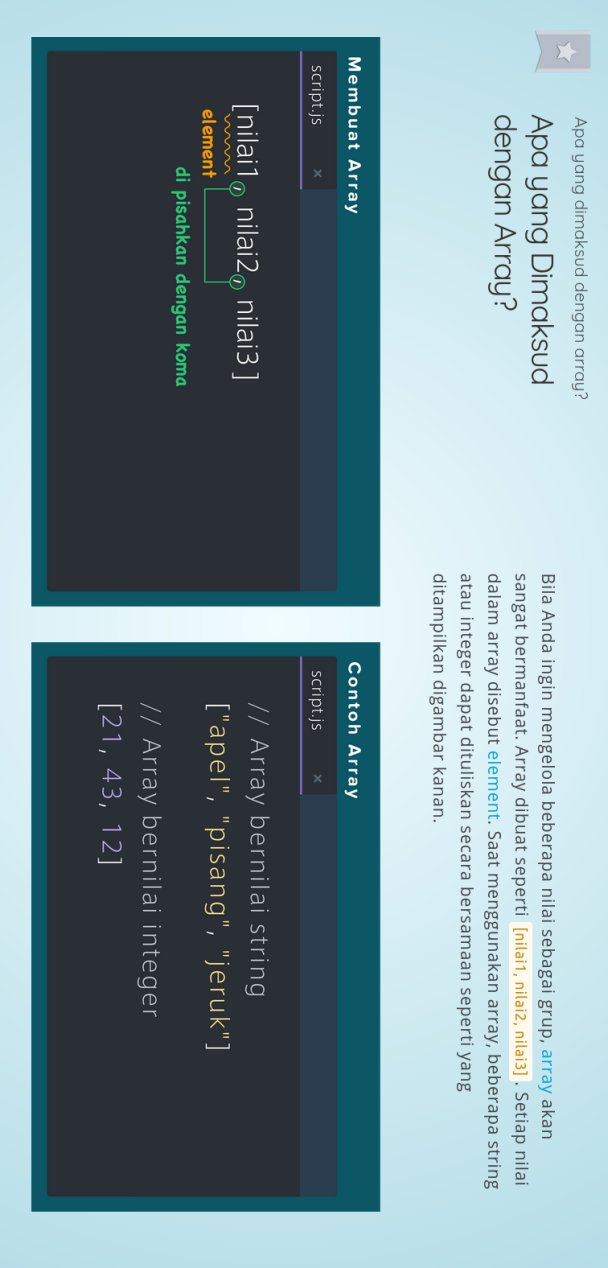 Apa yang dimaksud dengan array?
Apa yang Dimaksud
dengan Array?
Bila Anda ingin mengelola beberapa nilai sebagai grup, array akan
sangat bermanfaat. Array dibuat seperti [nilai1, nilai2, nilai3] . Setiap nilai
dalam array disebut element. Saat menggunakan array, beberapa string
atau integer dapat dituliskan secara bersamaan seperti yang
ditampilkan digambar kanan.
Membuat Array
script.js ×
[nilai1, nilai2, nilai3 ]
element
di pisahkan dengan koma
Contoh Array
script.js ×
// Array bernilai string
["apel", "pisang", "jeruk"]
// Array bernilai integer
[21, 43, 12]